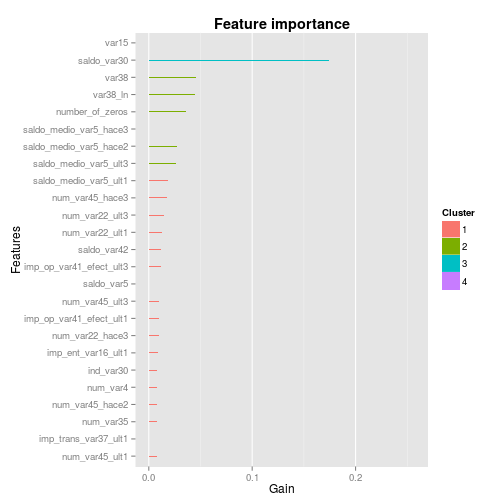 Feature importance
var15
saldo_var30
var38
var38_ln
number_of_zeros
saldo_medio_var5_hace3
saldo_medio_var5_hace2
saldo_medio_var5_ult3
saldo_medio_var5_ult1
num_var45_hace3
num_var22_ult3
num_var22_ult1
saldo_var42
imp_op_var41_efect_ult3
saldo_var5
num_var45_ult3
imp_op_var41_efect_ult1
num_var22_hace3
imp_ent_var16_ult1
ind_var30
num_var4
num_var45_hace2
num_var35
imp_trans_var37_ult1
num_var45_ult1
Features
0.0 0.1 0.2
Gain
Cluster
1
2
3
4